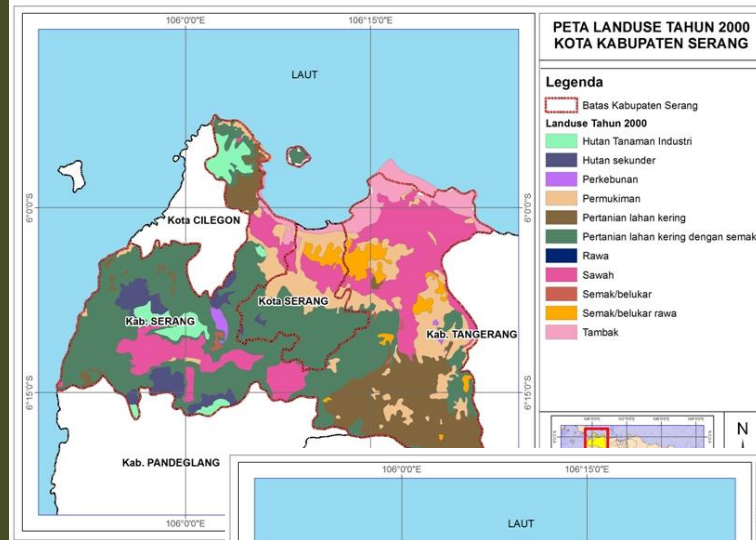 PETA LANDUSE TAHUN 2000
KOTA KABUPATEN SERANG
Legenda
Batas Kabupaten Serang
Landuse Tahun 2000
Hutan Tanaman Industri
Hutan sekunder
Perkebunan
Permukiman
Pertanian lahan kering
Pertanian lahan kering dengan semak
Rawa
Sawah
Semak/belukar
Semak/belukar rawa
Tambak
N
106°0'0"E
106°15'0"E
LAUT
6°0'0"S
6°0'0"S
Kota CILEGON
Kota SERANG
Kab. SERANG
Kab. TANGERANG
6°15'0"S
6°15'0"S
Kab. PANDEGLANG
106°0'0"E
106°0'0"E
106°15'0"E
LAUT